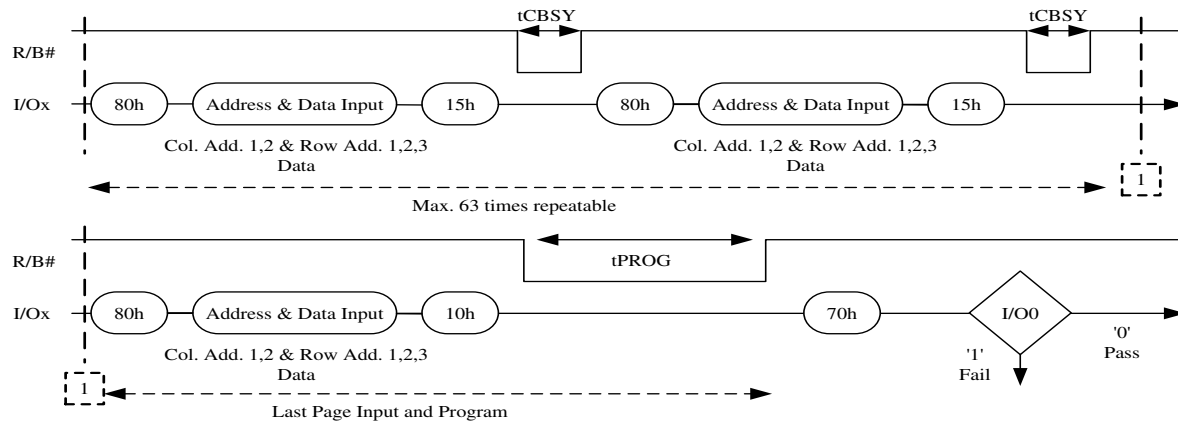 tCBSY tCBSY
R/B#
I/Ox 80h Address & Data Input 15h 80h Address & Data Input 15h
Col. Add. 1,2 & Row Add. 1,2,3 Col. Add. 1,2 & Row Add. 1,2,3
Data Data
1
Max. 63 times repeatable
R/B# tPROG
I/Ox 80h Address & Data Input 10h 70h I/O0
'0'
Pass
Col. Add. 1,2 & Row Add. 1,2,3 '1'
Data Fail
1
Last Page Input and Program